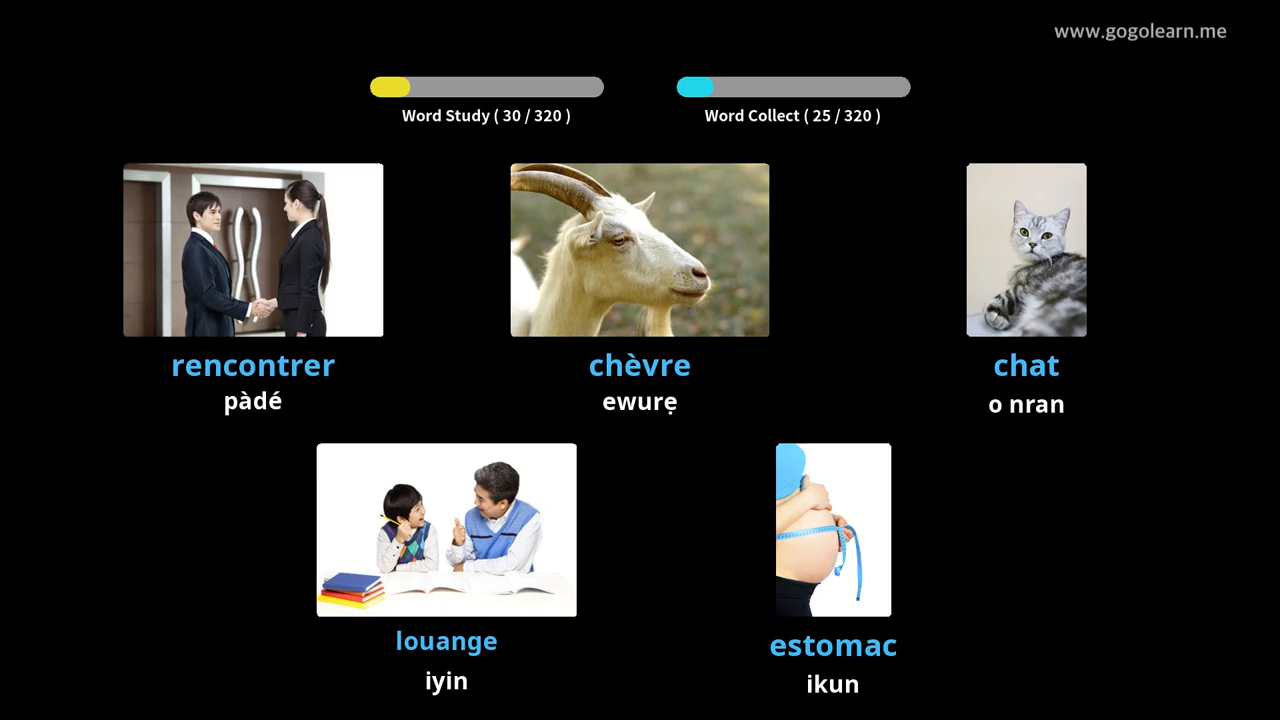 www.gogolearn.me
Word Study ( 30 / 320 )
Word Collect ( 25 / 320 )
rencontrer
pàdé
chèvre
ewurẹ
chat
o nran
louange
iyin
estomac
ikun